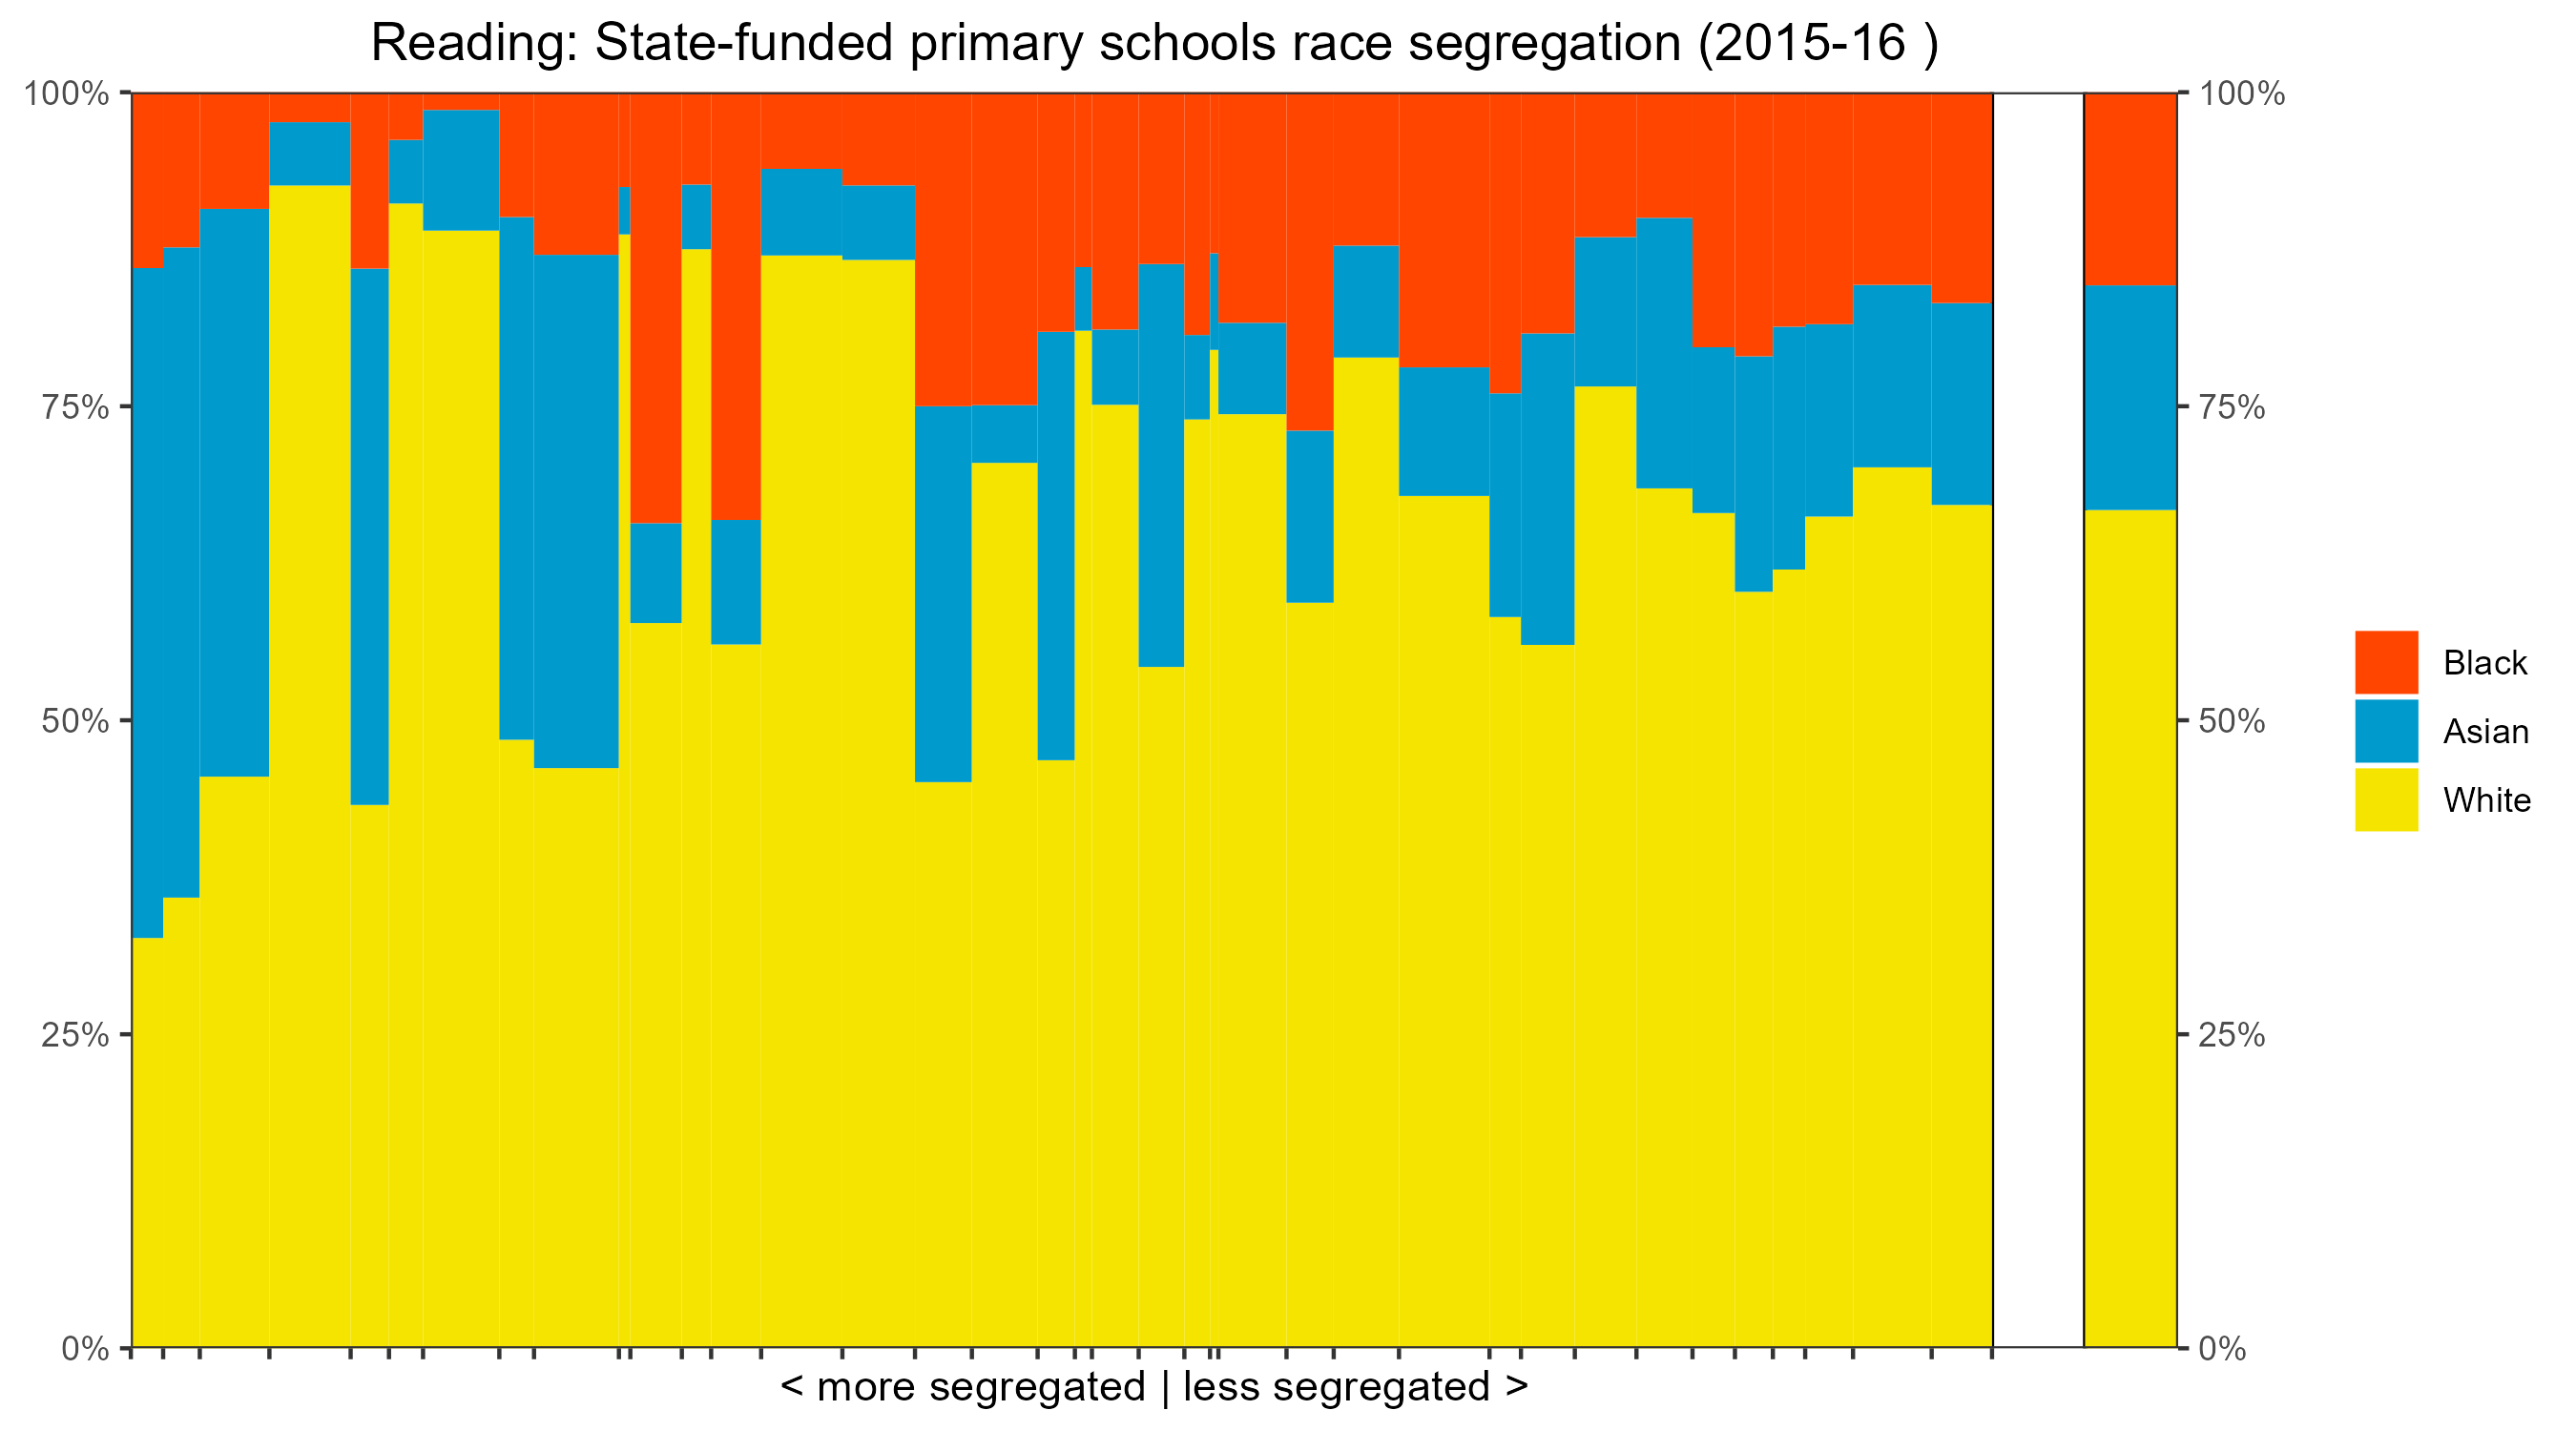 Reading: State-funded primary schools race segregation (2015-16 )
100%
75%
50%
25%
0%
100%
75%
50%
25%
0%
Black
Asian
White
< more segregated | less segregated >